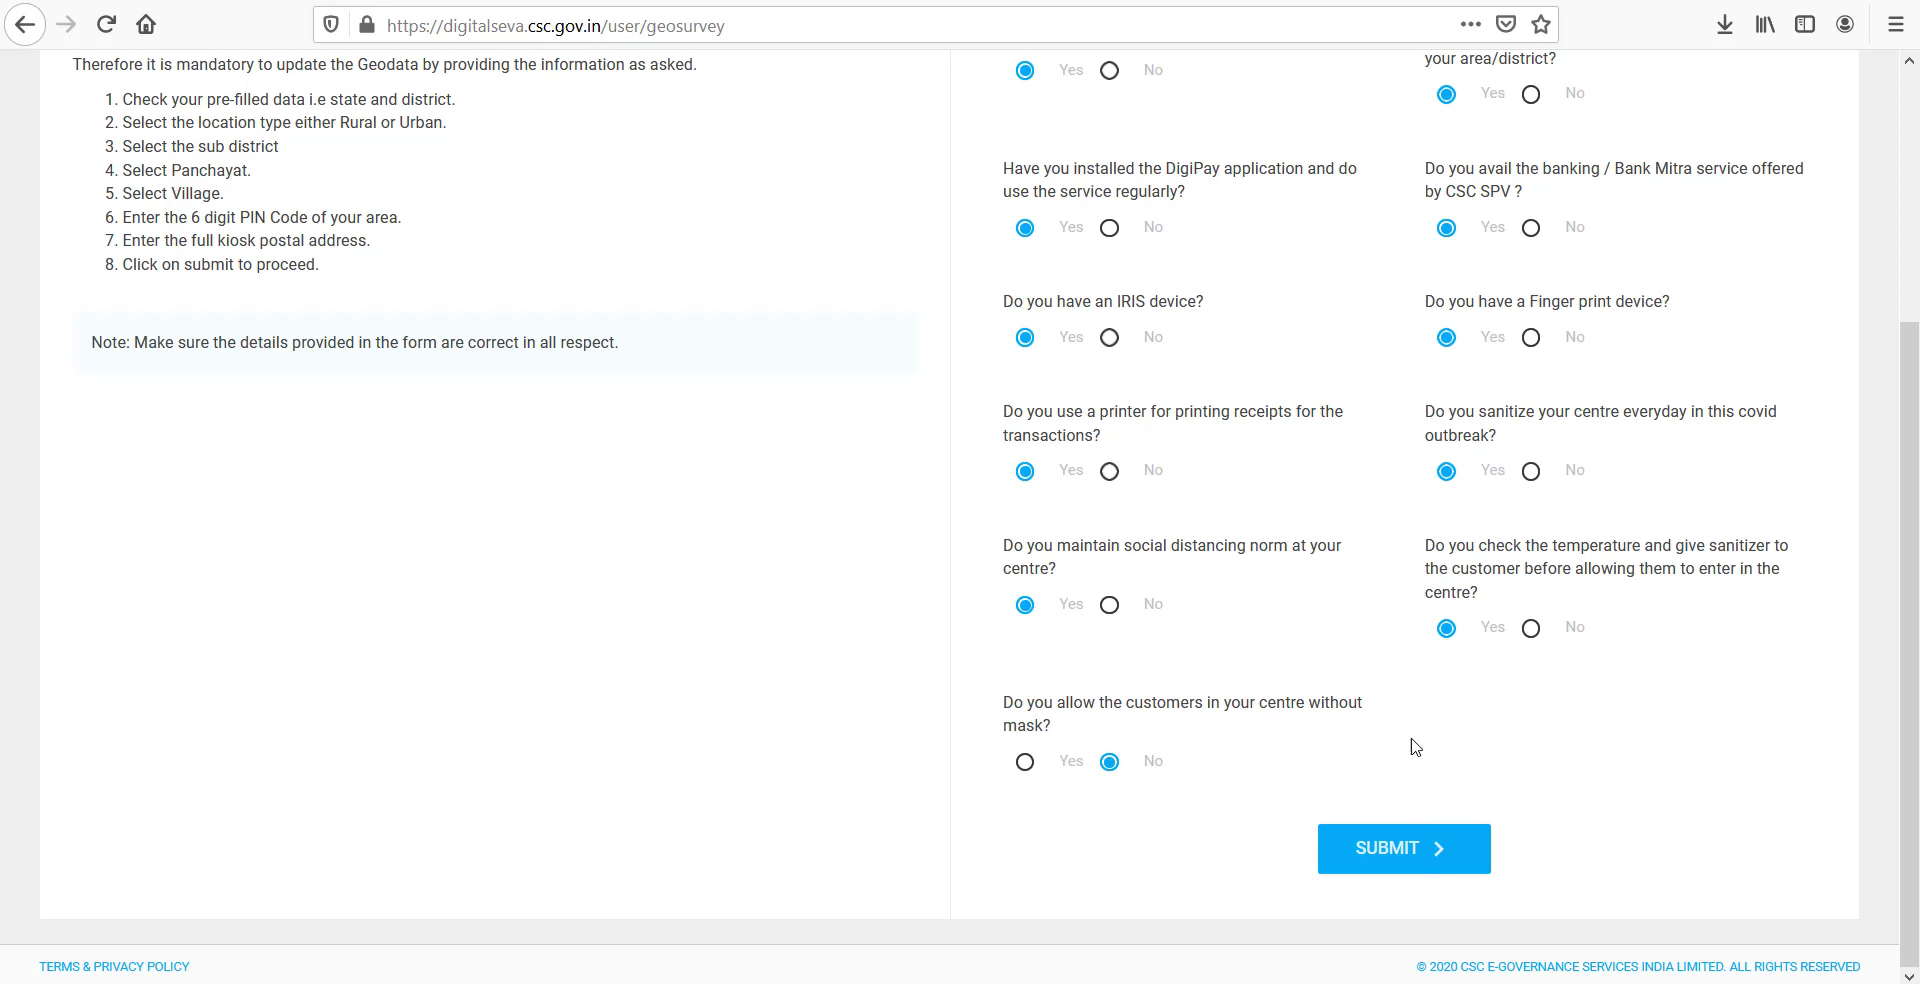 https://digitalseva.csc.gov.in/user/geosurvey
Therefore it is mandatory to update the Geodata by providing the information as asked.
1. Check your pre-filled data i.e state and district.
2. Select the location type either Rural or Urban.
3. Select the sub district
4. Select Panchayat.
5. Select Village.
6. Enter the 6 digit PIN Code of your area.
7. Enter the full kiosk postal address.
8. Click on submit to proceed.
Note: Make sure the details provided in the form are correct in all respect.
Yes No
your area/district?
Yes No
Have you installed the DigiPay application and do
use the service regularly?
Yes No
Do you avail the banking / Bank Mitra service offered
by CSC SPV ?
Yes No
Do you have an IRIS device?
Yes No
Do you have a Finger print device?
Yes No
Do you use a printer for printing receipts for the
transactions?
Yes No
Do you sanitize your centre everyday in this covid
outbreak?
Yes No
Do you maintain social distancing norm at your
centre?
Yes No
Do you check the temperature and give sanitizer to
the customer before allowing them to enter in the
centre?
Yes No
Do you allow the customers in your centre without
mask?
Yes No
SUBMIT
TERMS & PRIVACY POLICY
© 2020 CSC E-GOVERNANCE SERVICES INDIA LIMITED. ALL RIGHTS RESERVED